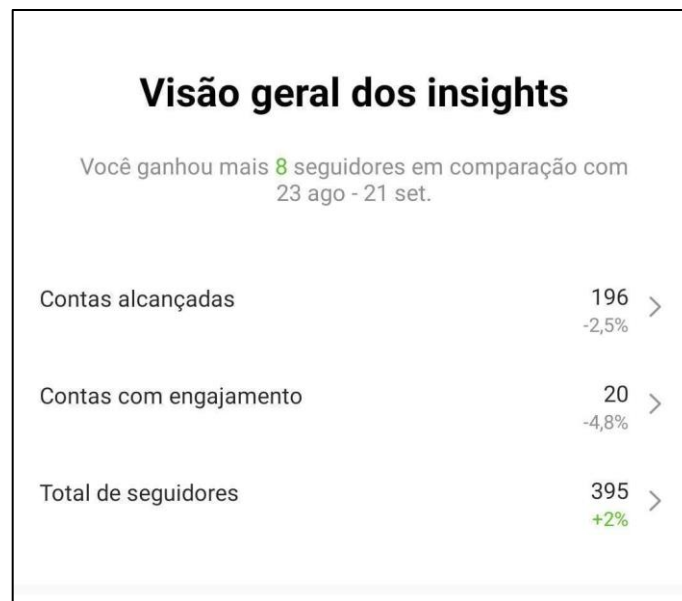 Visão geral dos insights
Você ganhou mais 8 seguidores em comparação com
23 ago - 21 set.
Contas alcançadas 196
-2,5%
Contas com engajamento 20
-4,8%
Total de seguidores 395
+2%